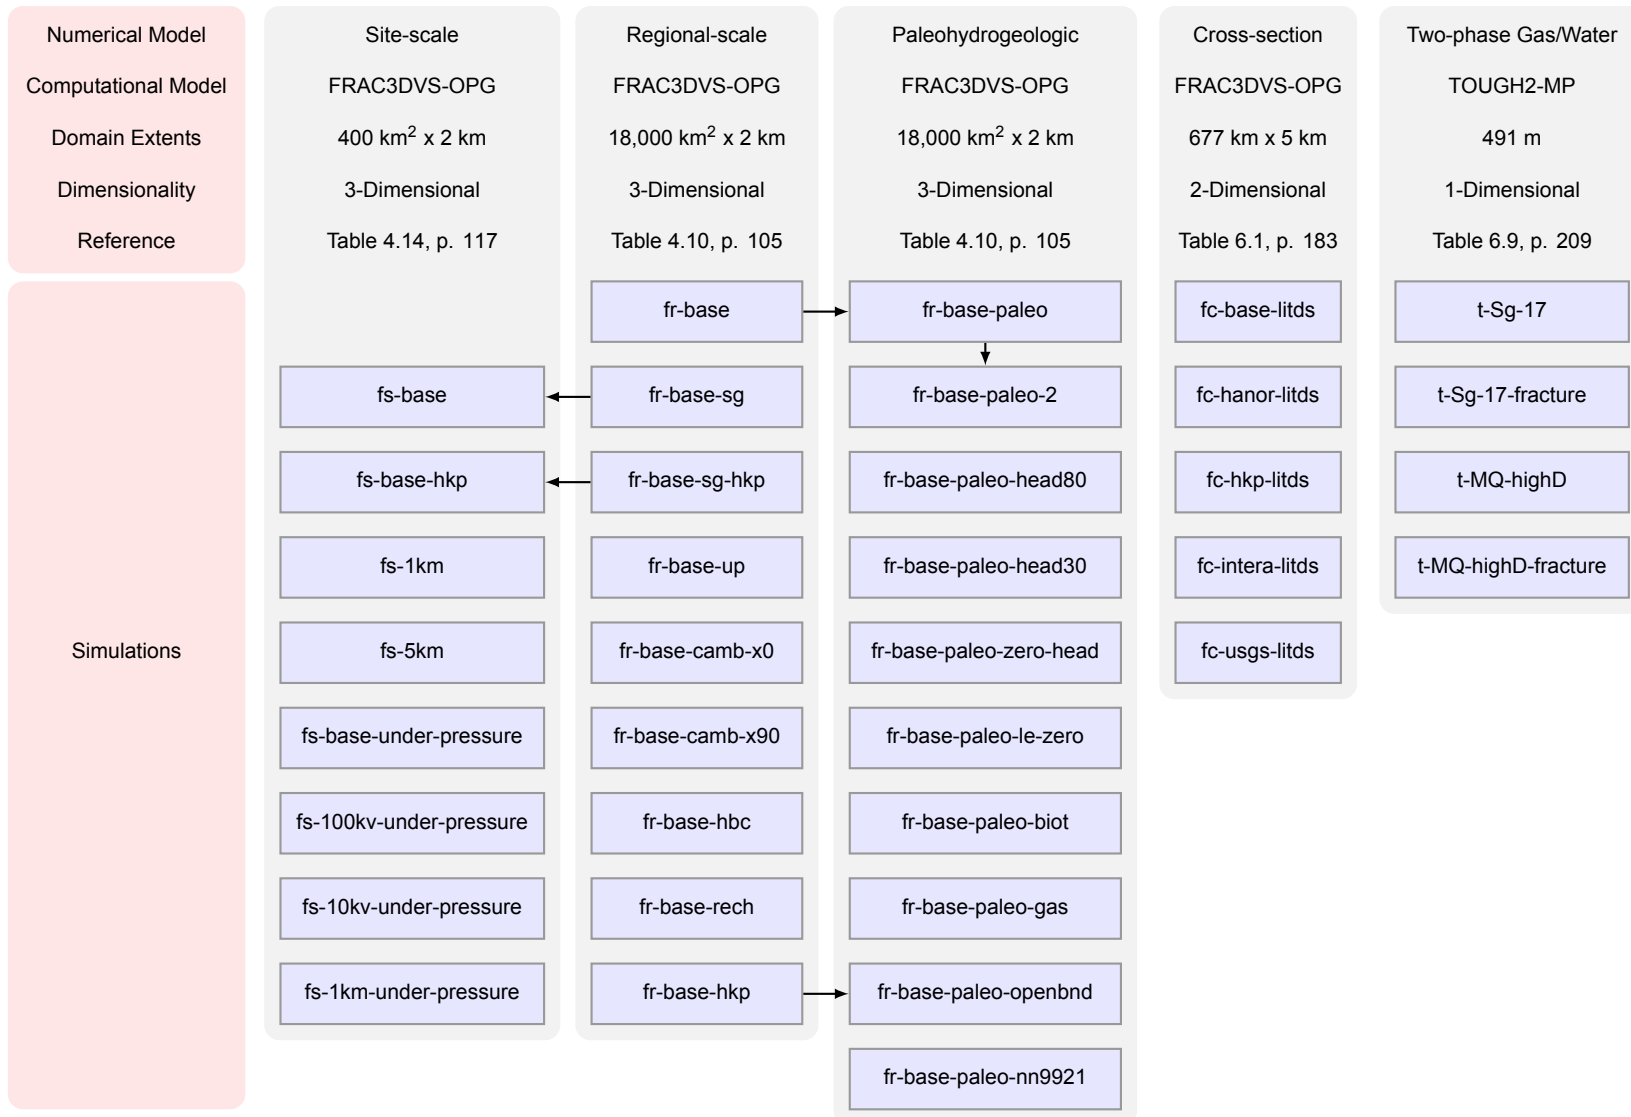 Numerical Model Site-scale Regional-scale Paleohydrogeologic Cross-section Two-phase Gas/Water
Computational Model FRAC3DVS-OPG FRAC3DVS-OPG FRAC3DVS-OPG FRAC3DVS-OPG TOUGH2-MP
Domain Extents 400 km² x 2 km 18,000 km² x 2 km 18,000 km² x 2 km 677 km x 5 km 491 m
Dimensionality 3-Dimensional 3-Dimensional 3-Dimensional 2-Dimensional 1-Dimensional
Reference Table 4.14, p. 117 Table 4.10, p. 105 Table 4.10, p. 105 Table 6.1, p. 183 Table 6.9, p. 209
fr-base fr-base-paleo fc-base-litds t-Sg-17
fs-base fr-base-sg fr-base-paleo-2 fc-hanor-litds t-Sg-17-fracture
fs-base-hkp fr-base-sg-hkp fr-base-paleo-head80 fc-hkp-litds t-MQ-highD
fs-1km fr-base-up fr-base-paleo-head30 fc-intera-litds t-MQ-highD-fracture
Simulations fs-5km fr-base-camb-x0 fr-base-paleo-zero-head fc-usgs-litds
fs-base-under-pressure fr-base-camb-x90 fr-base-paleo-le-zero
fs-100kv-under-pressure fr-base-hbc fr-base-paleo-biot
fs-10kv-under-pressure fr-base-rech fr-base-paleo-gas
fs-1km-under-pressure fr-base-hkp fr-base-paleo-openbnd
fr-base-paleo-nn9921